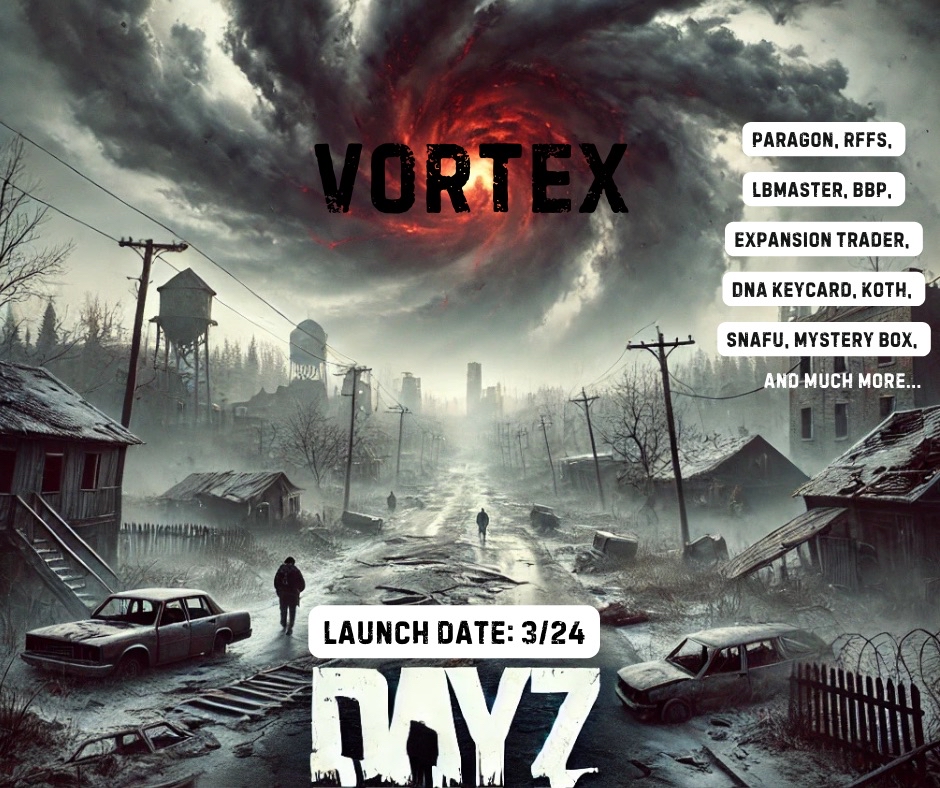 VORTEX
PARAGON, RFFS,
LBMASTER, BBP,
EXPANSION TRADER,
DNA KEYCARD, KOTH,
SNAFU, MYSTERY BOX,
AND MUCH MORE...
LAUNCH DATE: 3/24
DAYZ